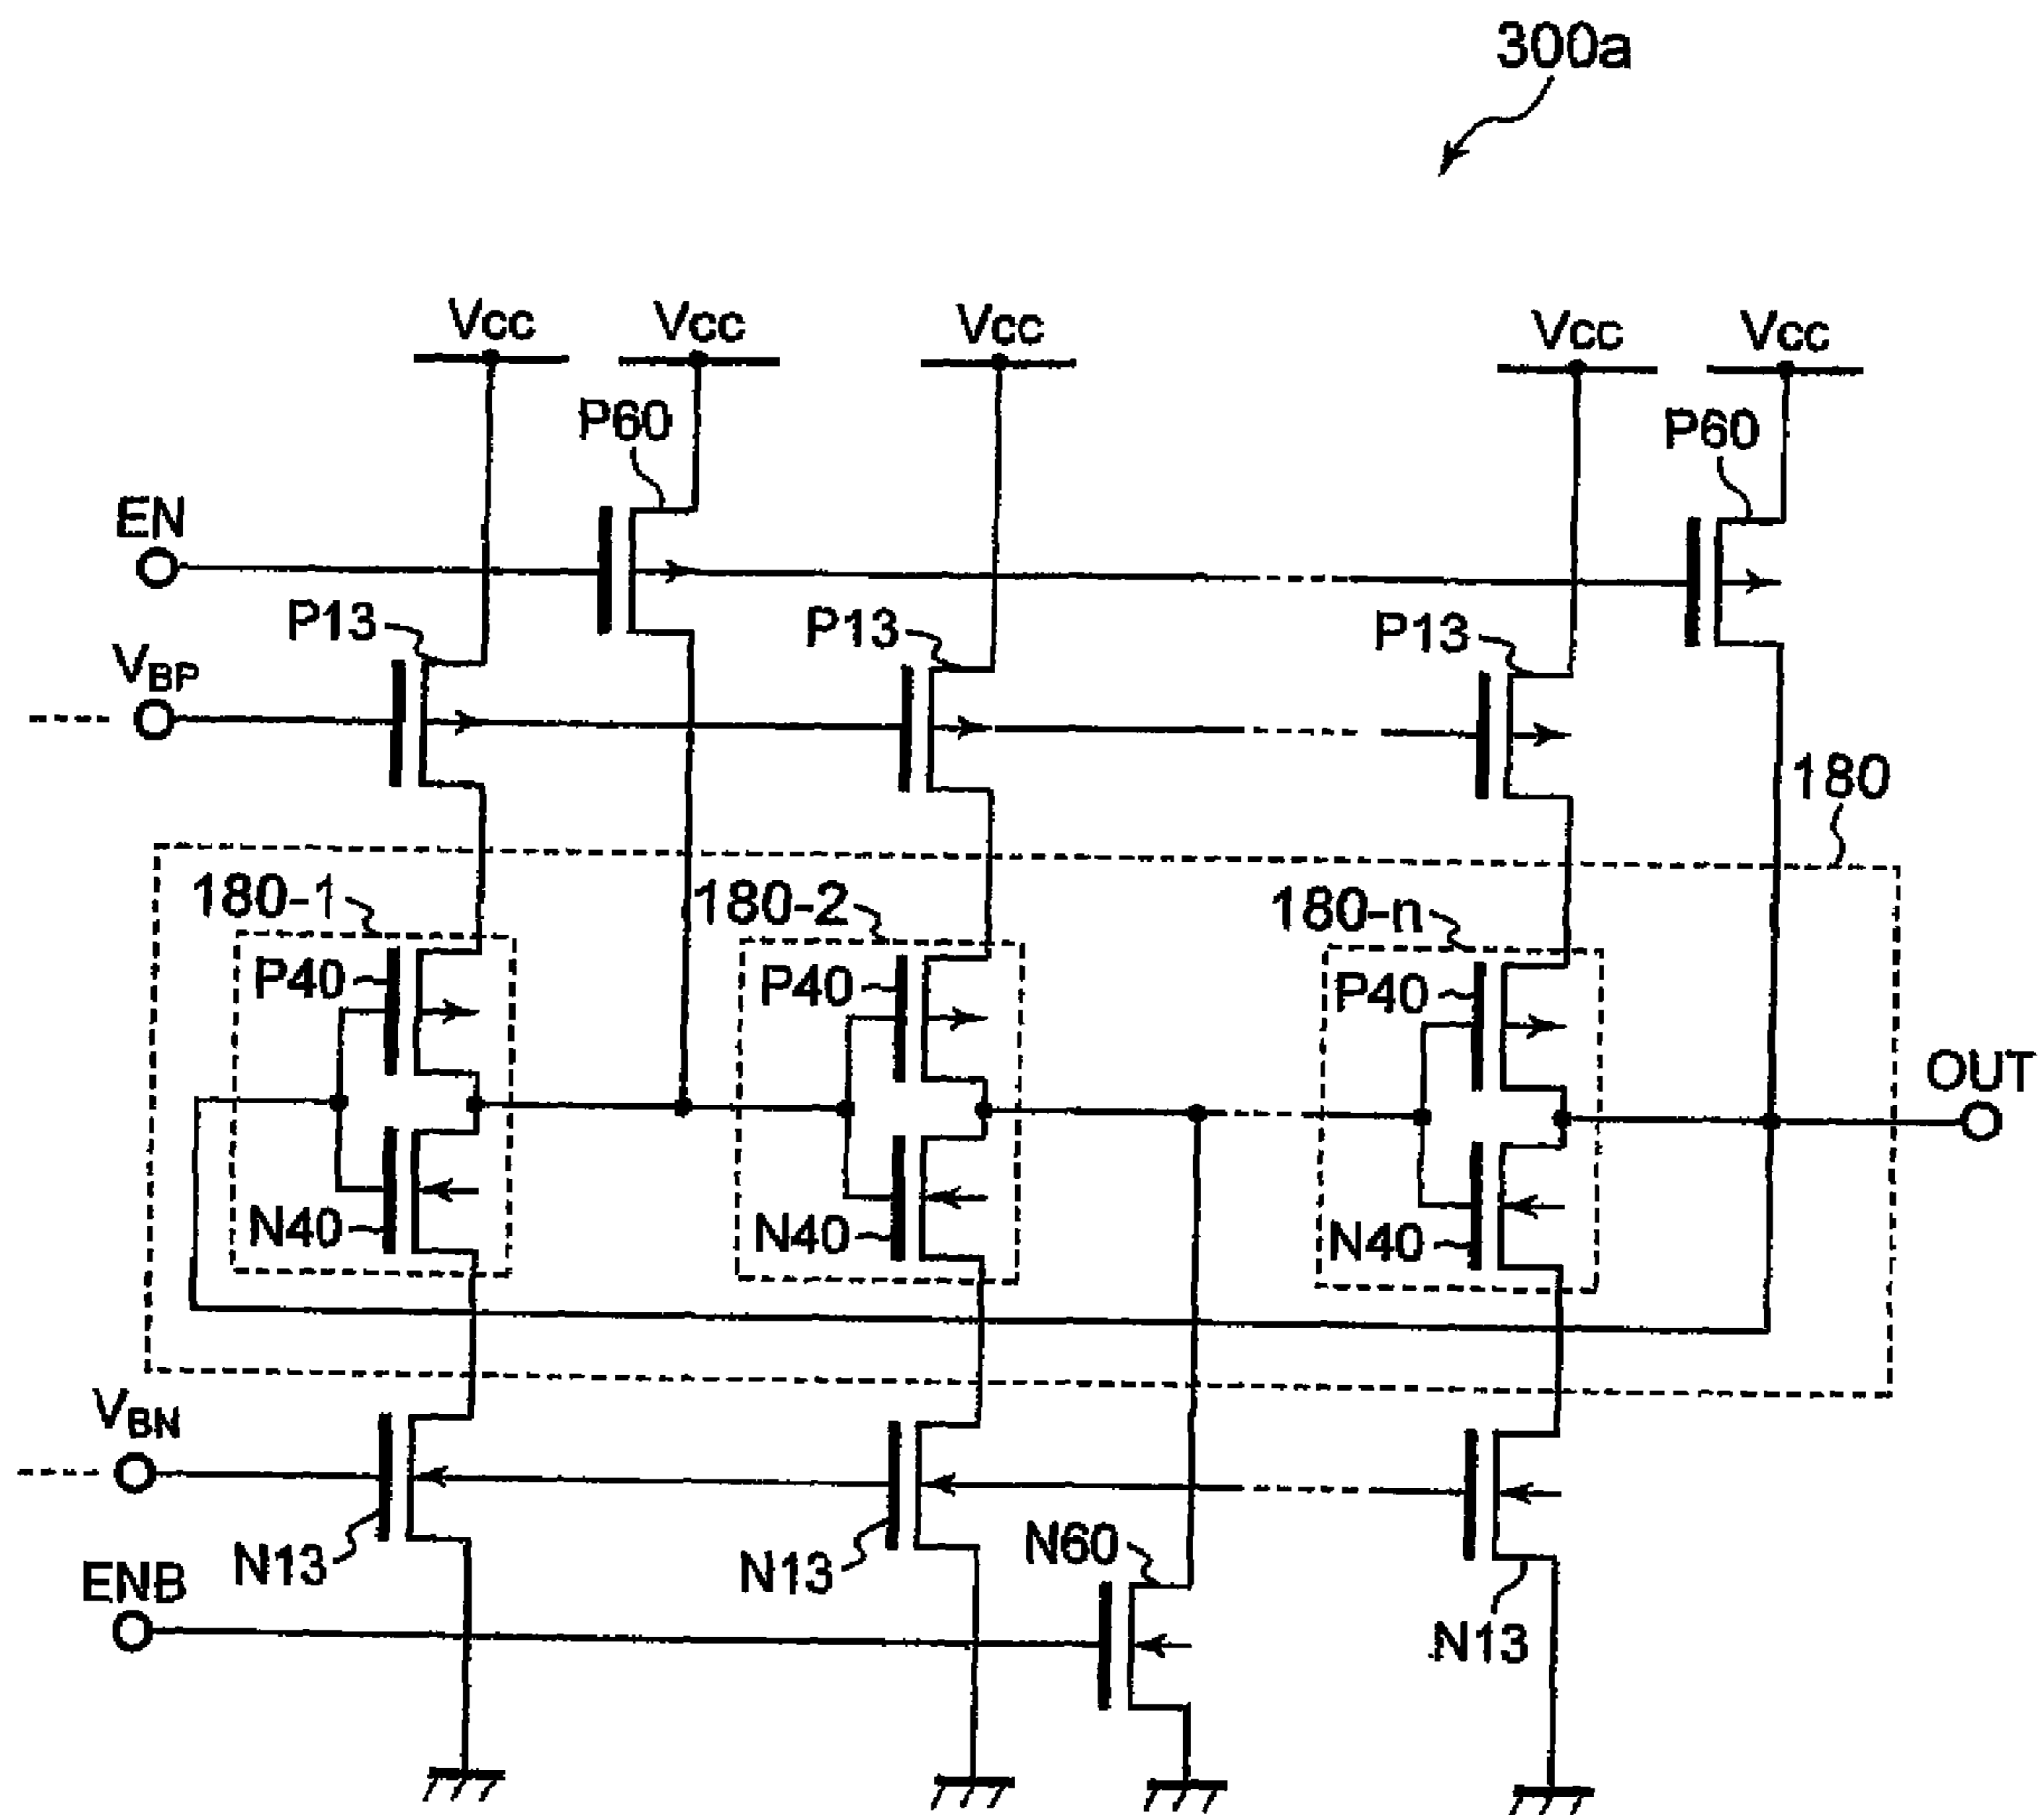 300a
Vcc Vcc Vcc Vcc Vcc
P60 P60
EN
P13 P13 P13
VBP
180
180-1 180-2 180-n
P40 P40 P40
OUT
N40 N40 N40
VBN
N13 N13 N60
ENB
N13